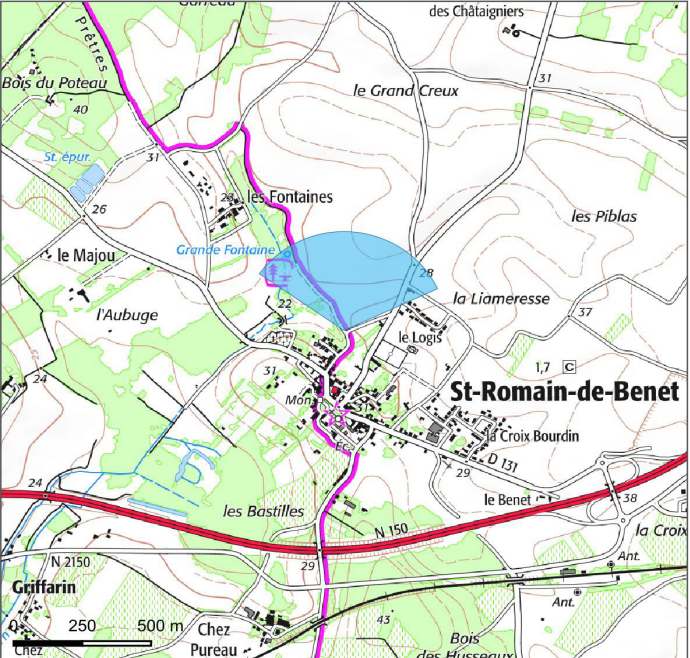 Garreau
des Châtaigniers
Prêtres
31
Bois du Poteau
40
le Grand Creux
St. épur.
31
26
23
les Fontaines
les Piblas
Grande Fontaine
le Majou
28
22
la Liameresse
37
l'Aubuge
le Logis
24
31
1,7 C
St-Romain-de-Benet
Mon.
31
la Croix Bourdin
Ec.
D 131
29
24
le Benet
38
les Bastilles
N 150
la Croix
N 2150
29
Ant.
Griffarin
Ant.
0 250 500 m
43
Chez
Pureau
Bois
des Husseaux
Chez